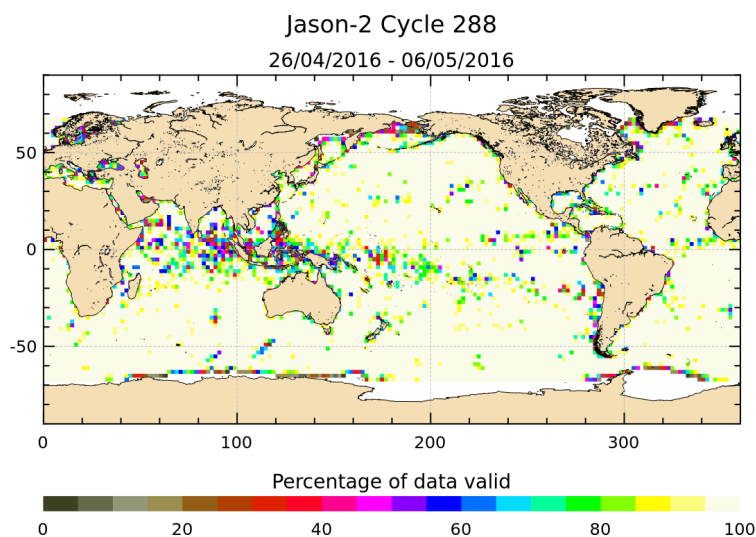 Jason-2 Cycle 288
26/04/2016 - 06/05/2016
50
0
-50
0 100 200 300
Percentage of data valid
0 20 40 60 80 100